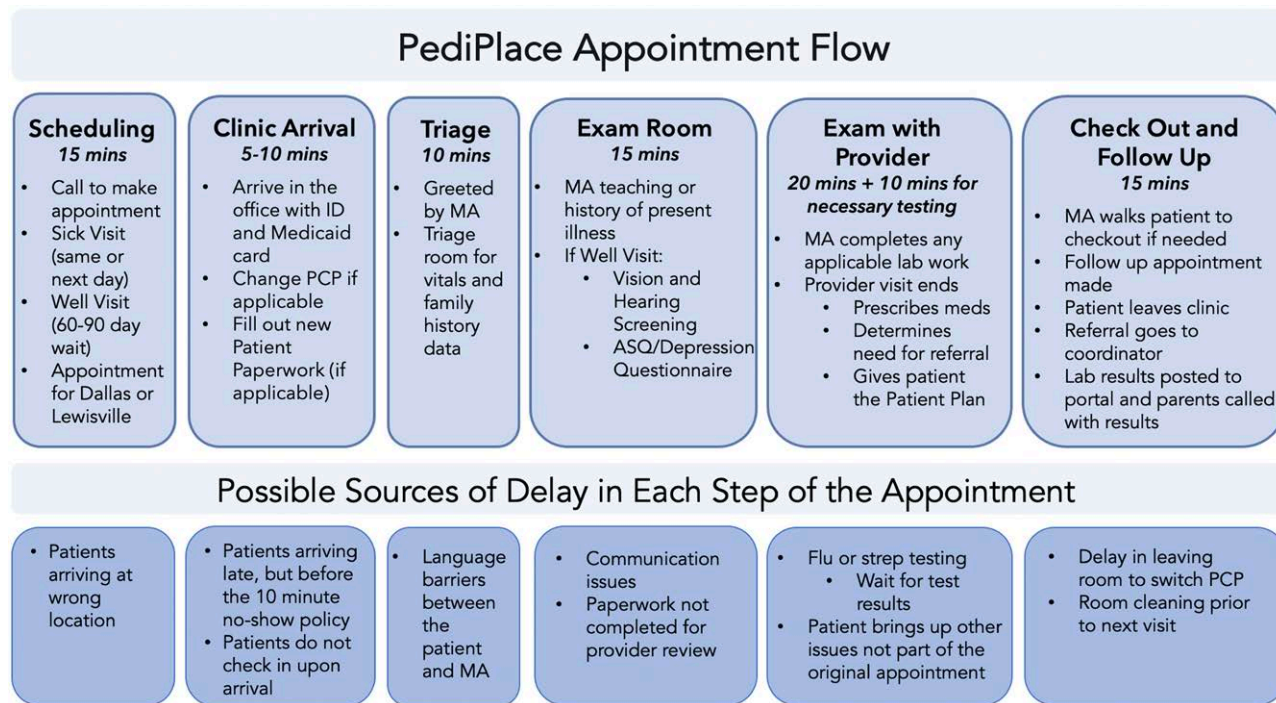 PediPlace Appointment Flow
Scheduling
15 mins
• Call to make
appointment
• Sick Visit
(same or
next day)
• Well Visit
(60-90 day
wait)
• Appointment
for Dallas or
Lewisville
Clinic Arrival
5-10 mins
• Arrive in the
office with ID
and Medicaid
card
• Change PCP if
applicable
• Fill out new
Patient
Paperwork (if
applicable)
Triage
10 mins
• Greeted
by MA
• Triage
room for
vitals and
family
history
data
Exam Room
15 mins
• MA teaching or
history of present
illness
• If Well Visit:
• Vision and
Hearing
Screening
• ASQ/Depression
Questionnaire
Exam with
Provider
20 mins + 10 mins for
necessary testing
• MA completes any
applicable lab work
• Provider visit ends
• Prescribes meds
• Determines
need for referral
• Gives patient
the Patient Plan
Check Out and
Follow Up
15 mins
• MA walks patient to
checkout if needed
• Follow up appointment
made
• Patient leaves clinic
• Referral goes to
coordinator
• Lab results posted to
portal and parents called
with results
Possible Sources of Delay in Each Step of the Appointment
• Patients
arriving at
wrong
location
• Patients arriving
late, but before
the 10 minute
no-show policy
• Patients do not
check in upon
arrival
• Language
barriers
between
the
patient
and MA
• Communication
issues
• Paperwork not
completed for
provider review
• Flu or strep testing
• Wait for test
results
• Patient brings up other
issues not part of the
original appointment
• Delay in leaving
room to switch PCP
• Room cleaning prior
to next visit